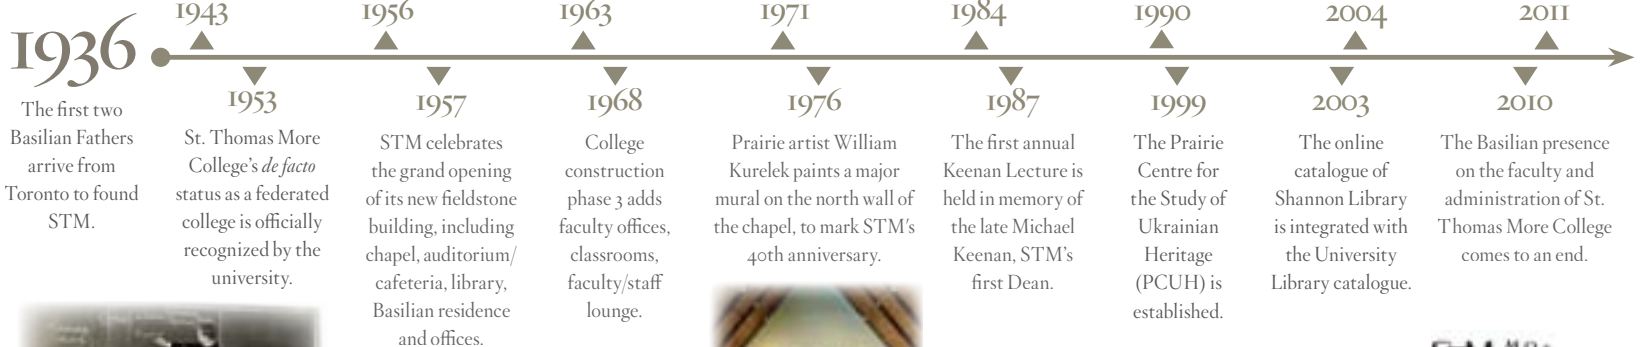 1943
1956
1963
1971
1984
1990
2004
2011
1936
The first two
Basilian Fathers
arrive from
Toronto to found
STM.
1953
St. Thomas More
College's de facto
status as a federated
college is officially
recognized by the
university.
1957
STM celebrates
the grand opening
of its new fieldstone
building, including
chapel, auditorium/
cafeteria, library,
Basilian residence
and offices.
1968
College
construction
phase 3 adds
faculty offices,
classrooms,
faculty/staff
lounge.
1976
Prairie artist William
Kurelek paints a major
mural on the north wall of
the chapel, to mark STM's
40th anniversary.
1987
The first annual
Keenan Lecture is
held in memory of
the late Michael
Keenan, STM's
first Dean.
1999
The Prairie
Centre for
the Study of
Ukrainian
Heritage
(PCUH) is
established.
2003
The online
catalogue of
Shannon Library
is integrated with
the University
Library catalogue.
2010
The Basilian presence
on the faculty and
administration of St.
Thomas More College
comes to an end.